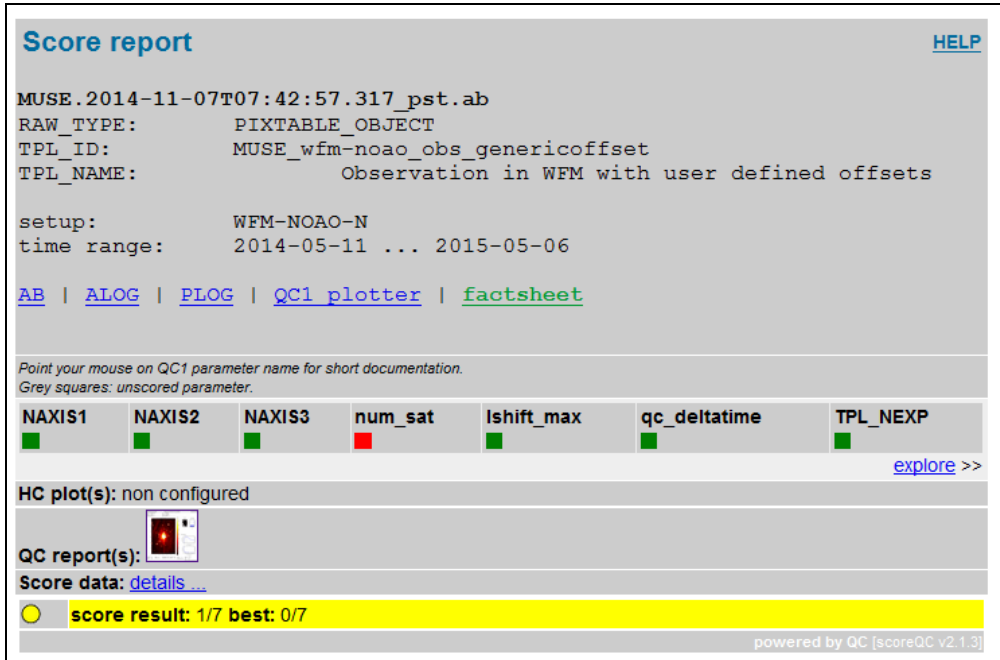 Score report HELP
MUSE.2014-11-07T07:42:57.317_pst.ab
RAW_TYPE: PIXTABLE_OBJECT
TPL_ID: MUSE_wfm-noao_obs_genericoffset
TPL_NAME: Observation in WFM with user defined offsets
setup: WFM-NOAO-N
time range: 2014-05-11 ... 2015-05-06
AB | ALOG | PLOG | QC1 plotter | factsheet
Point your mouse on QC1 parameter name for short documentation.
Grey squares: unscored parameter.
NAXIS1 NAXIS2 NAXIS3 num_sat lshift_max qc_deltatime TPL_NEXP
explore >>
HC plot(s): non configured
QC report(s):
Score data: details ...
score result: 1/7 best: 0/7
powered by QC [scoreQC v2.1.3]